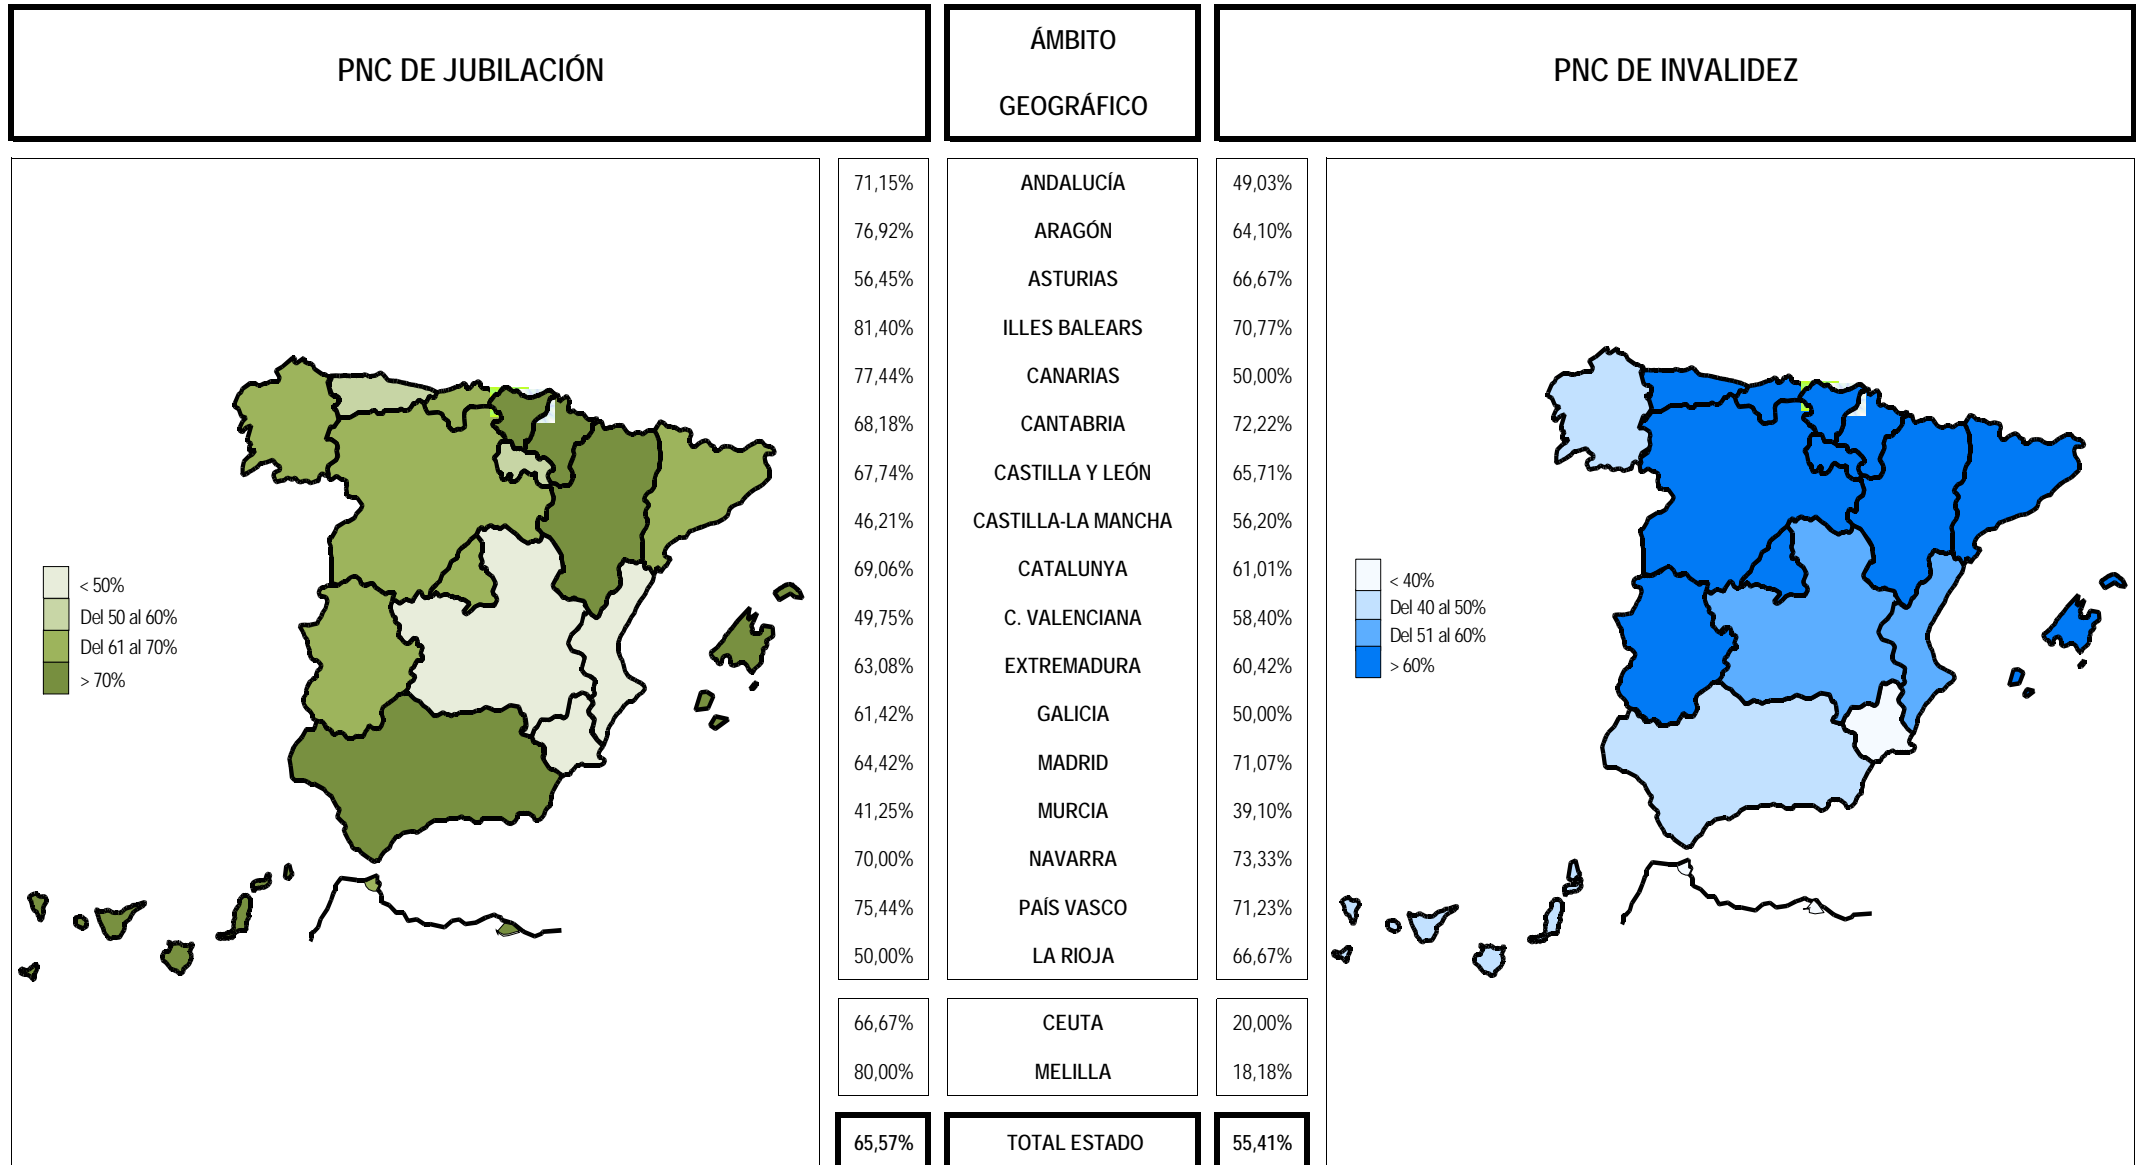 PNC DE JUBILACIÓN
ÁMBITO
GEOGRÁFICO
PNC DE INVALIDEZ
71,15% ANDALUCÍA 49,03%
76,92% ARAGÓN 64,10%
56,45% ASTURIAS 66,67%
81,40% ILLES BALEARS 70,77%
77,44% CANARIAS 50,00%
68,18% CANTABRIA 72,22%
67,74% CASTILLA Y LEÓN 65,71%
46,21% CASTILLA-LA MANCHA 56,20%
69,06% CATALUNYA 61,01%
49,75% C. VALENCIANA 58,40%
63,08% EXTREMADURA 60,42%
61,42% GALICIA 50,00%
64,42% MADRID 71,07%
41,25% MURCIA 39,10%
70,00% NAVARRA 73,33%
75,44% PAÍS VASCO 71,23%
50,00% LA RIOJA 66,67%
66,67% CEUTA 20,00%
80,00% MELILLA 18,18%
65,57% TOTAL ESTADO 55,41%
< 50%
Del 50 al 60%
Del 61 al 70%
> 70%
< 40%
Del 40 al 50%
Del 51 al 60%
> 60%